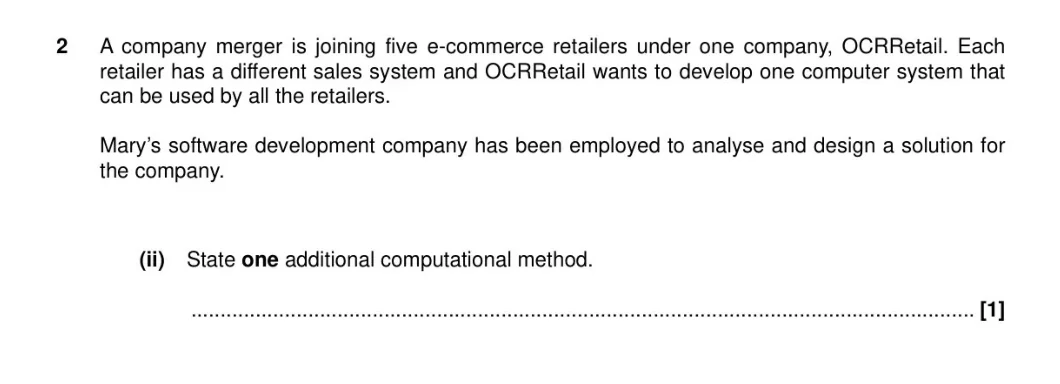 2 A company merger is joining five e-commerce retailers under one company, OCRRetail. Each
retailer has a different sales system and OCRRetail wants to develop one computer system that
can be used by all the retailers.
Mary's software development company has been employed to analyse and design a solution for
the company.
(ii) State one additional computational method.
.......................................................................................................................................... [1]